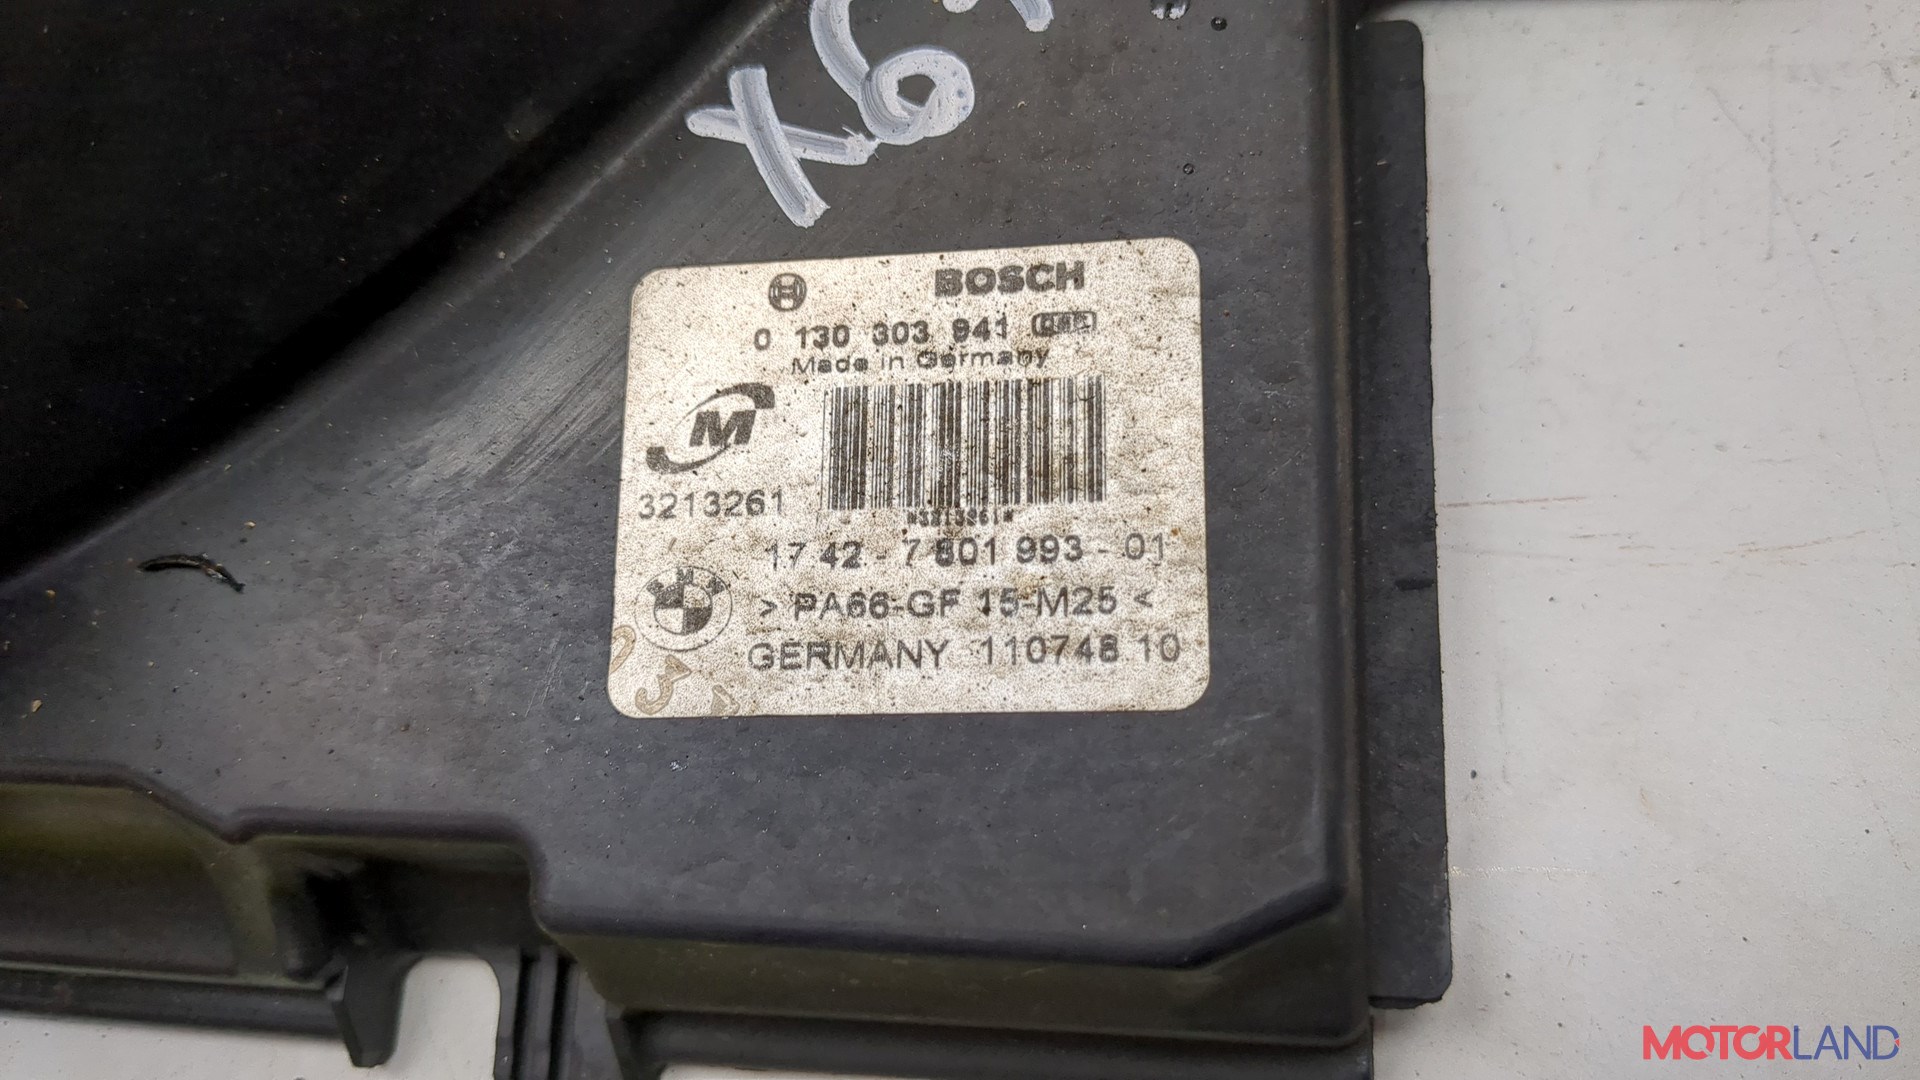 X6
BOSCH
0 130 303 941
Made in Germany
M
3213261
*3213261*
17 42 - 7 801 993 - 01
> PA66-GF 15-M25 <
GERMANY 110748 10
MOTORLAND